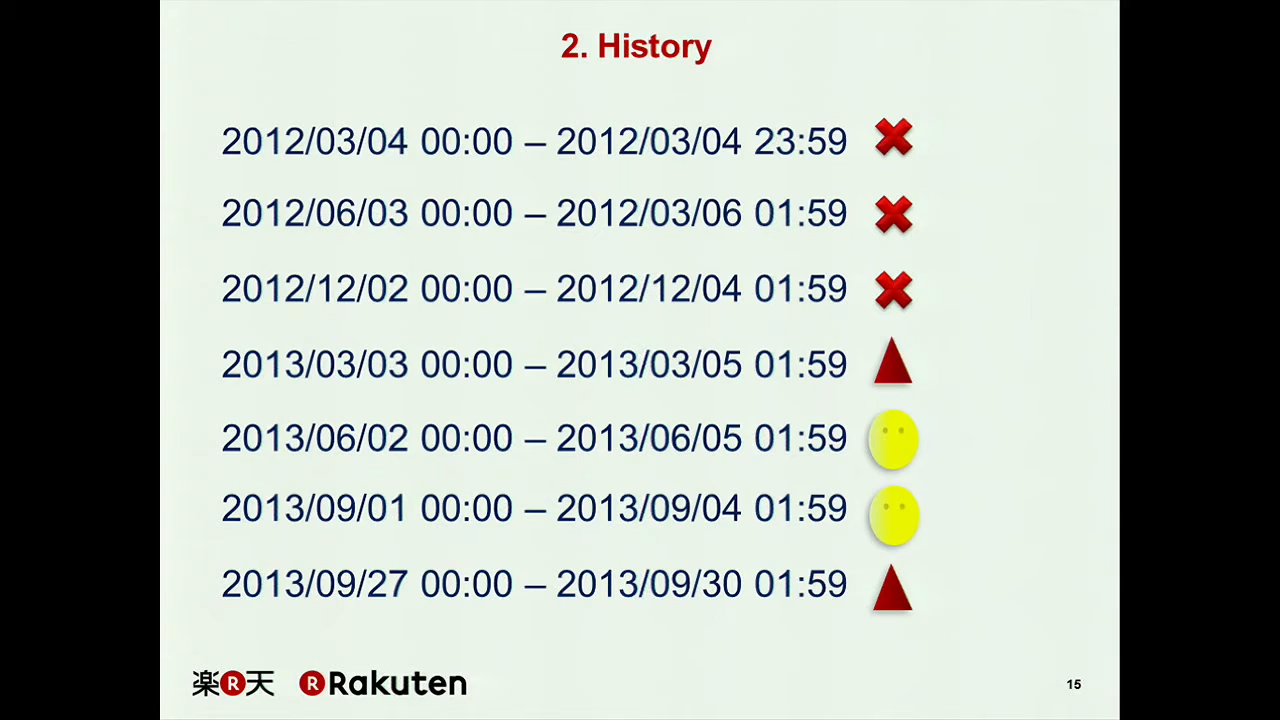 2. History
2012/03/04 00:00 – 2012/03/04 23:59
2012/06/03 00:00 – 2012/03/06 01:59
2012/12/02 00:00 – 2012/12/04 01:59
2013/03/03 00:00 – 2013/03/05 01:59
2013/06/02 00:00 – 2013/06/05 01:59
2013/09/01 00:00 – 2013/09/04 01:59
2013/09/27 00:00 – 2013/09/30 01:59
楽R天 R Rakuten
15